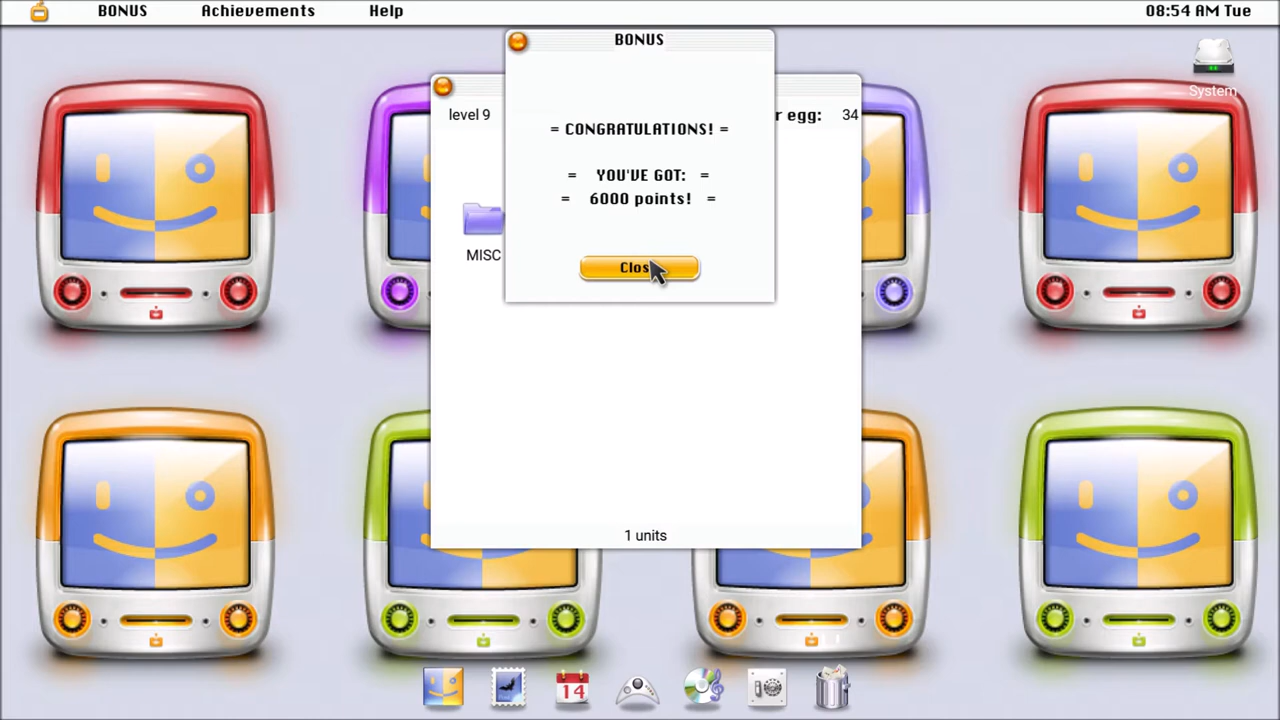 BONUS Achievements Help 08:54 AM Tue
BONUS
System
level 9 r egg: 34
= CONGRATULATIONS! =
= YOU'VE GOT: =
= 6000 points! =
MISC
Clos
1 units
14